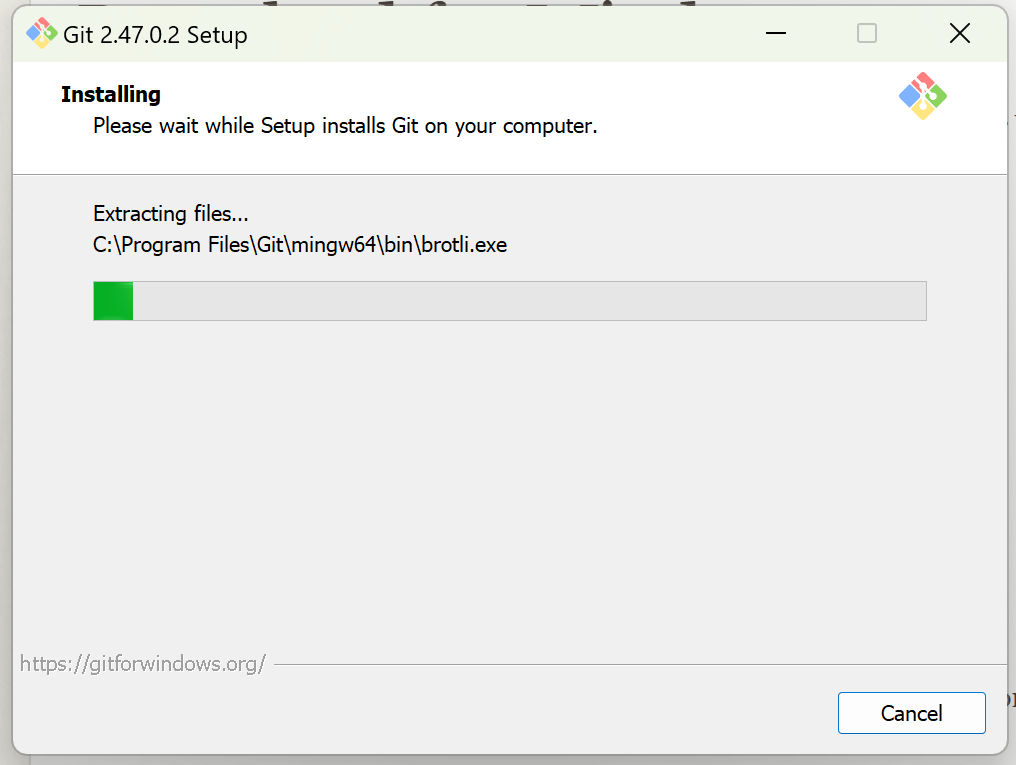 Git 2.47.0.2 Setup
Installing
Please wait while Setup installs Git on your computer.
Extracting files...
C:\Program Files\Git\mingw64\bin\brotli.exe
https://gitforwindows.org/
Cancel